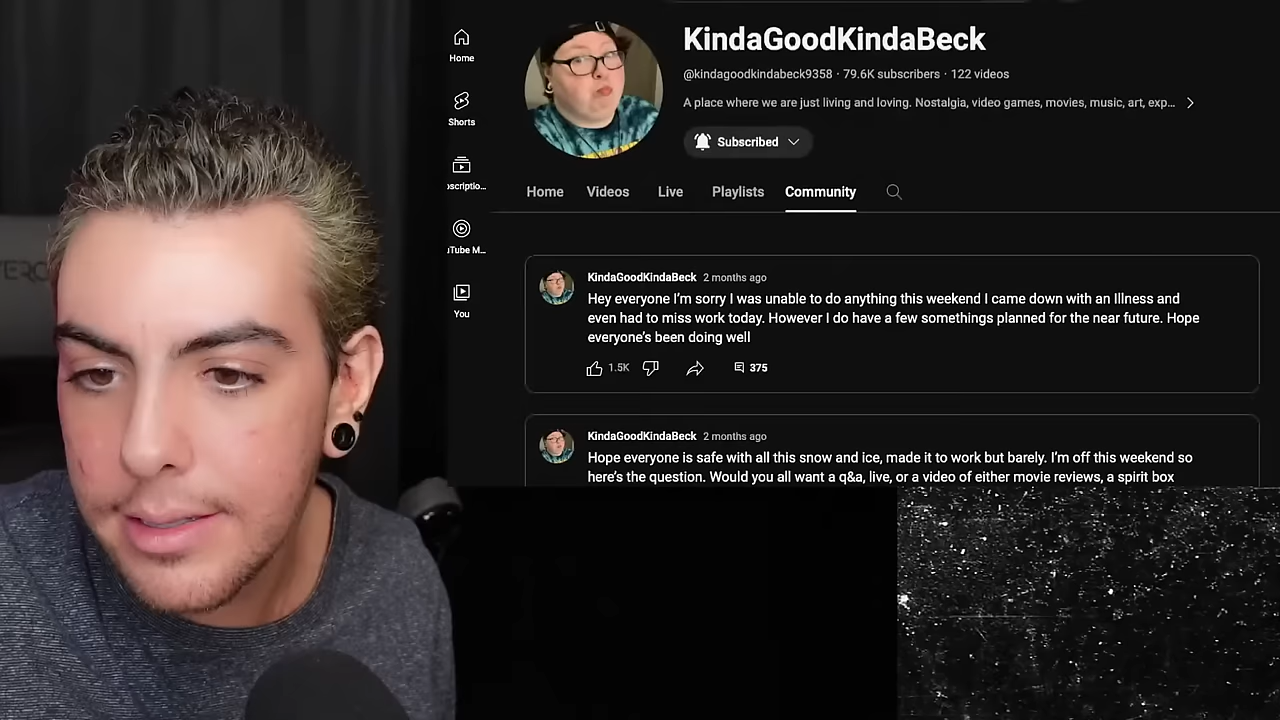 KindaGoodKindaBeck
@kindagoodkindabeck9358 · 79.6K subscribers · 122 videos
A place where we are just living and loving. Nostalgia, video games, movies, music, art, exp...
Subscribed
Home
Shorts
scriptio...
uTube M...
You
Home Videos Live Playlists Community
KindaGoodKindaBeck 2 months ago
Hey everyone I’m sorry I was unable to do anything this weekend I came down with an Illness and
even had to miss work today. However I do have a few somethings planned for the near future. Hope
everyone’s been doing well
1.5K 375
KindaGoodKindaBeck 2 months ago
Hope everyone is safe with all this snow and ice, made it to work but barely. I’m off this weekend so
here’s the question. Would you all want a q&a, live, or a video of either movie reviews, a spirit box